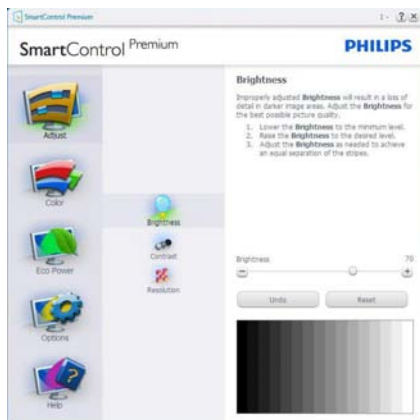 SmartControl Premium
? X
SmartControl Premium
PHILIPS
Adjust
Color
Eco Power
Options
Help
Brightness
Contrast
Resolution
Brightness
Improperly adjusted Brightness will result in a loss of
detail in darker image areas. Adjust the Brightness for
the best possible picture quality.
1. Lower the Brightness to the minimum level.
2. Raise the Brightness to the desired level.
3. Adjust the Brightness as needed to achieve
an equal separation of the stripes.
Brightness 70
Undo Reset